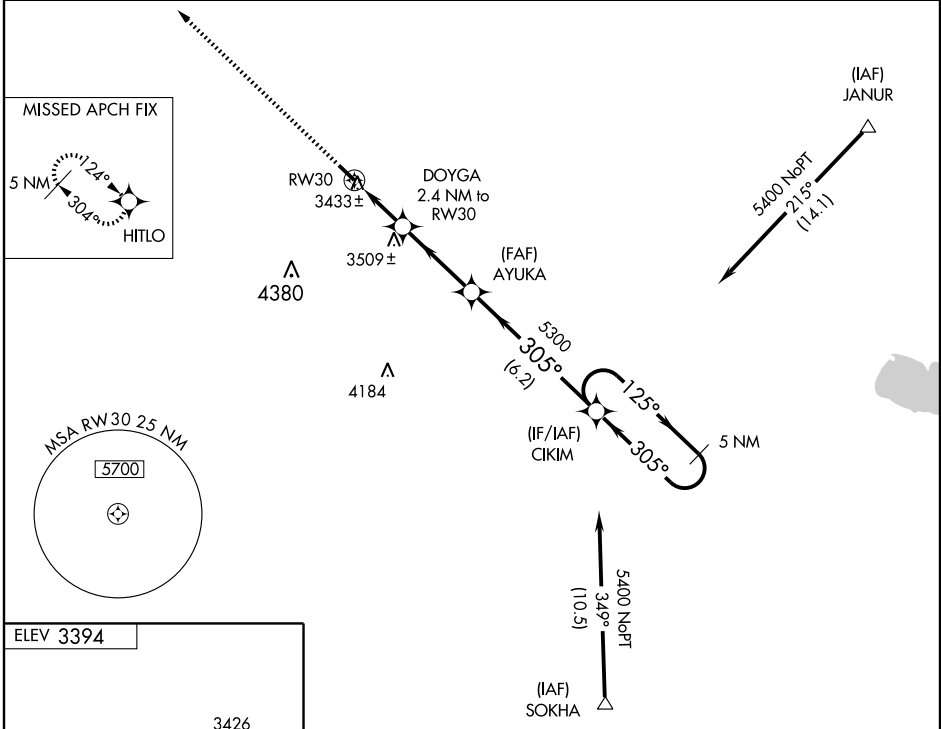 MISSED APCH FIX
5 NM
124°
304°
HITLO
(IAF)
JANUR
5400 NoPT
215°
(14.1)
RW30
3433±
DOYGA
2.4 NM to
RW30
3509±
4380
(FAF)
AYUKA
5300
305°
(6.2)
4184
125°
305°
5 NM
(IF/IAF)
CIKIM
MSA RW30 25 NM
5700
5400 NoPT
349°
(10.5)
(IAF)
SOKHA
ELEV 3394
3426